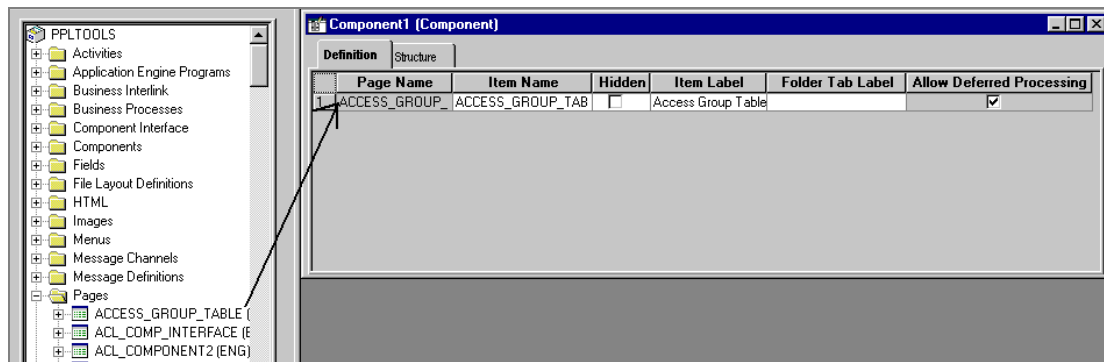 PPLTOOLS
Activities
Application Engine Programs
Business Interlink
Business Processes
Component Interface
Components
Fields
File Layout Definitions
HTML
Images
Menus
Message Channels
Message Definitions
Pages
ACCESS_GROUP_TABLE (
ACL_COMP_INTERFACE (E
ACL_COMPONENT2 (ENG)
Component1 (Component)
Definition Structure
Page Name Item Name Hidden Item Label Folder Tab Label Allow Deferred Processing
1 ACCESS_GROUP_ ACCESS_GROUP_TAB Access Group Table